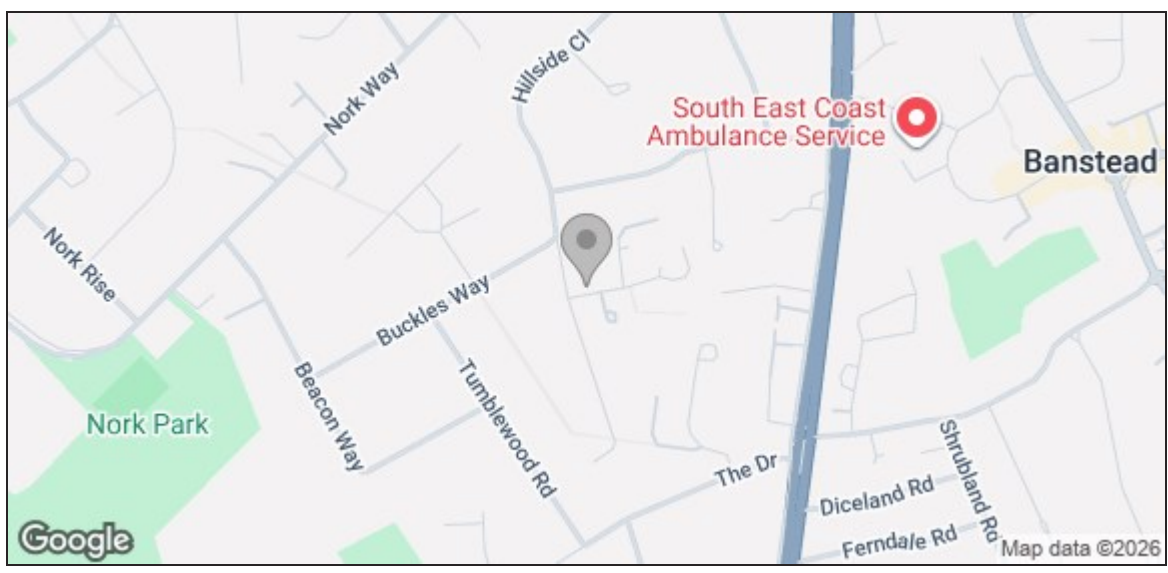 Hillside Cl
Nork Way
South East Coast
Ambulance Service
Banstead
Nork Rise
Buckles Way
Beacon Way
Tumblewood Rd
Nork Park
The Dr
Shrubland Rd
Diceland Rd
Ferndale Rd
Google
Map data ©2026